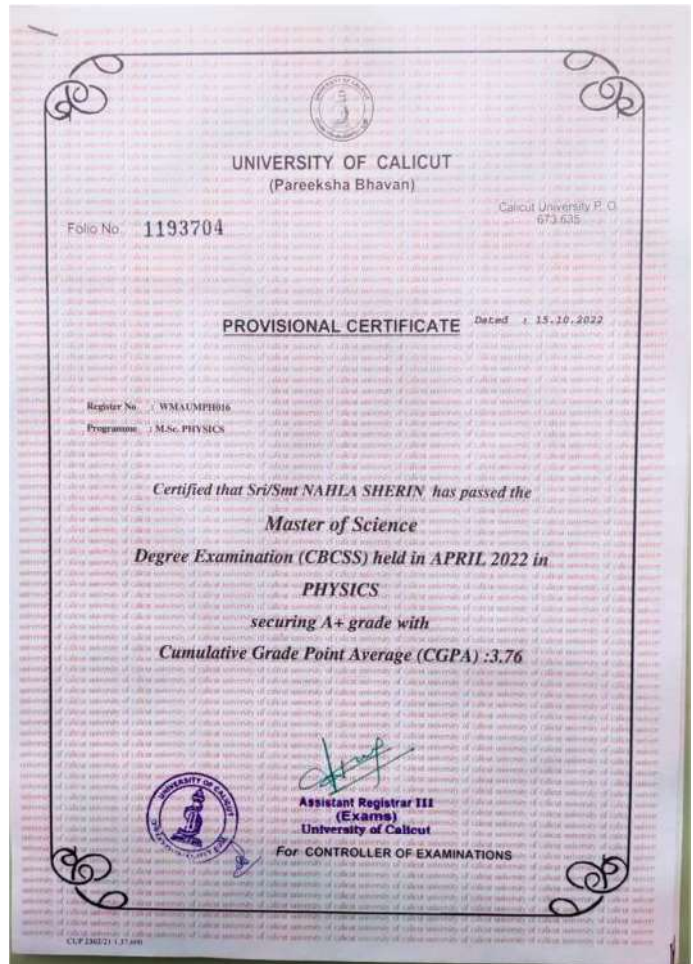 UNIVERSITY OF CALICUT
(Pareeksha Bhavan)
Calicut University P. O.
673 635
Folio No. 1193704
PROVISIONAL CERTIFICATE
Dated : 15.10.2022
Register No. : WMAUMPH016
Programme : M.Sc. PHYSICS
Certified that Sri/Smt NAHLA SHERIN has passed the
Master of Science
Degree Examination (CBCSS) held in APRIL 2022 in
PHYSICS
securing A+ grade with
Cumulative Grade Point Average (CGPA) :3.76
UNIVERSITY OF CALICUT
Assistant Registrar III
(Exams)
University of Calicut
For CONTROLLER OF EXAMINATIONS